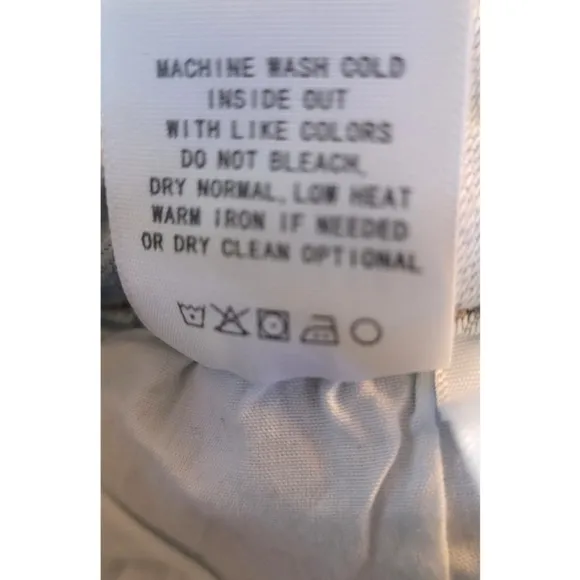 MACHINE WASH COLD
INSIDE OUT
WITH LIKE COLORS
DO NOT BLEACH,
DRY NORMAL, LOW HEAT
WARM IRON IF NEEDED
OR DRY CLEAN OPTIONAL